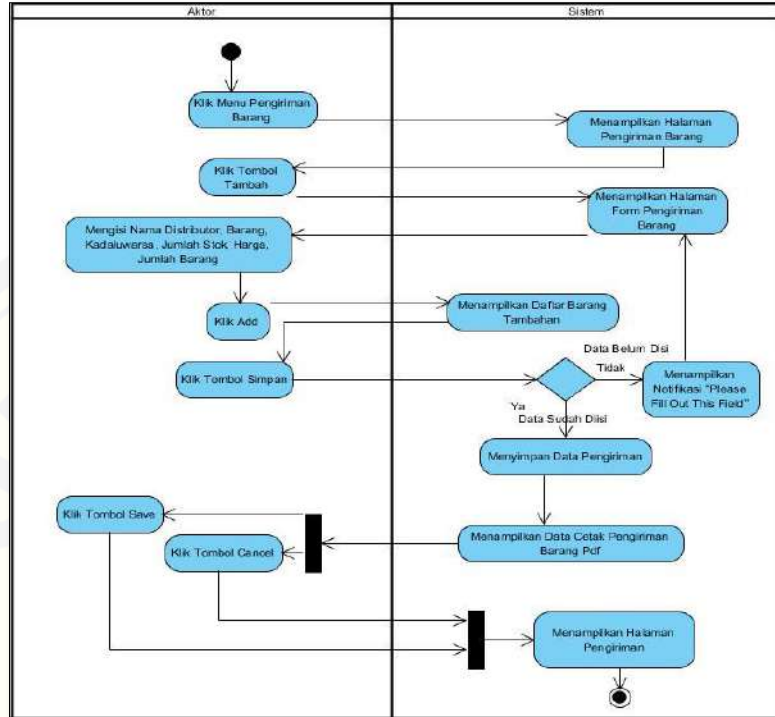 Aktor
Sistem
Klik Menu Pengiriman
Barang
Menampilkan Halaman
Pengiriman Barang
Klik Tombol
Tambah
Menampilkan Halaman
Form Pengiriman
Barang
Mengisi Nama Distributor, Barang,
Kadaluwarsa, Jumlah Stok, Harga,
Jumlah Barang
Klik Add
Menampilkan Daftar Barang
Tambahan
Klik Tombol Simpan
Data Belum Disi
Tidak
Menampilkan
Notifikasi "Please
Fill Out This Field"
Ya
Data Sudah Diisi
Menyimpan Data Pengiriman
Klik Tombol Save
Klik Tombol Cancel
Menampilkan Data Cetak Pengiriman
Barang Pdf
Menampilkan Halaman
Pengiriman